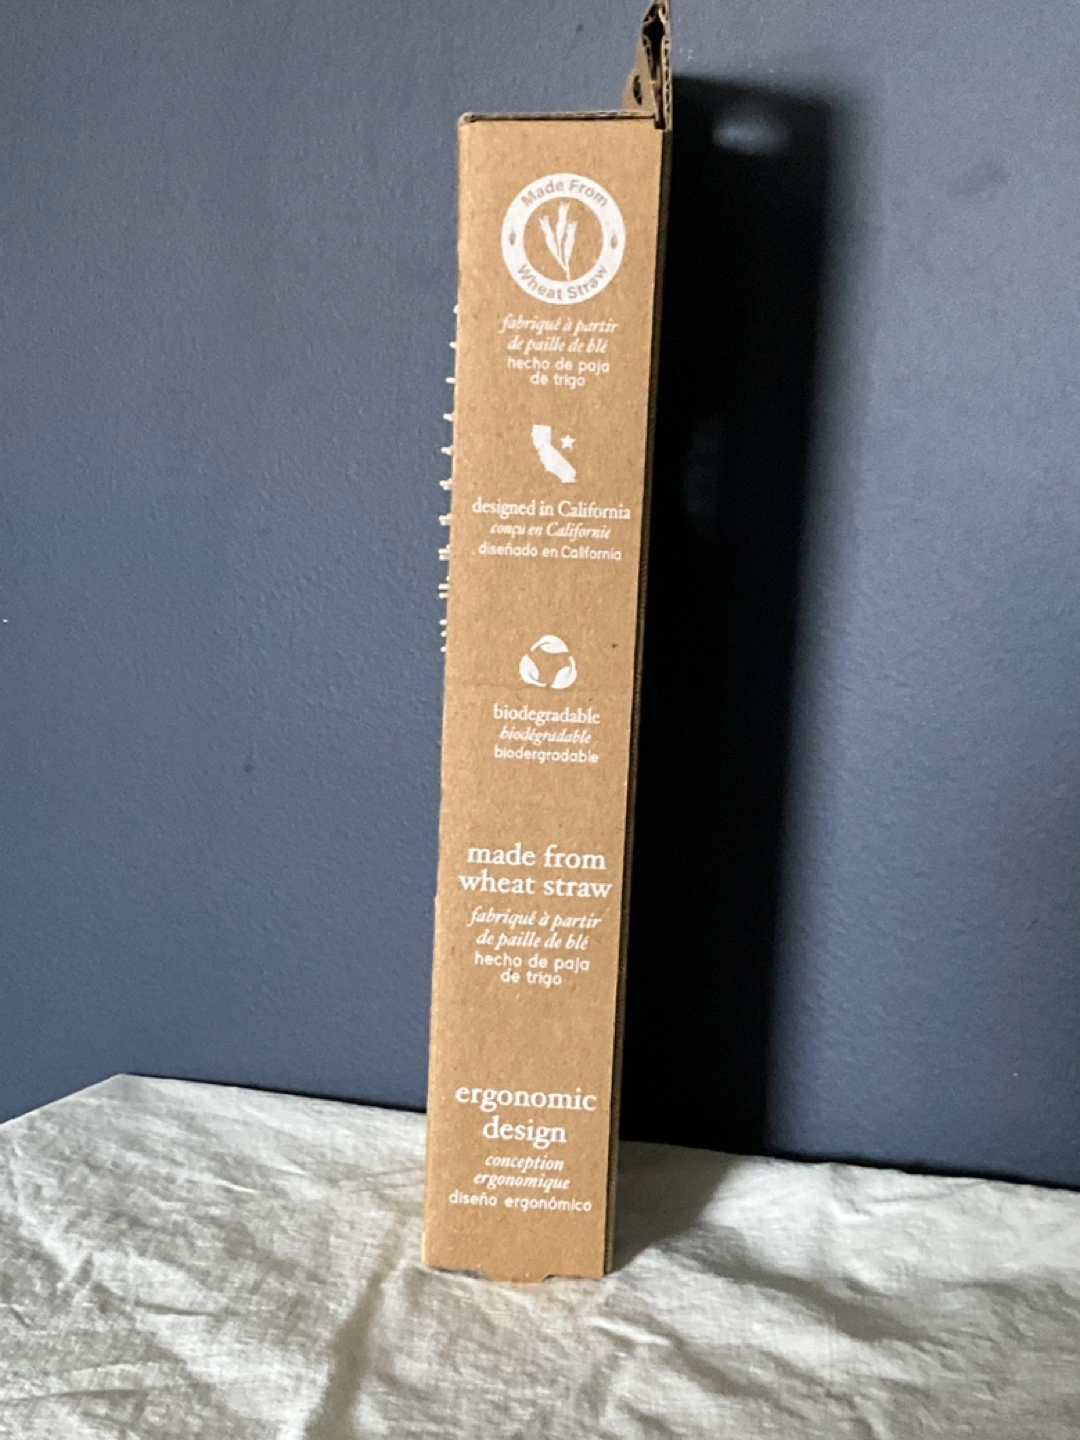 Made From
Wheat Straw
fabriqué à partir
de paille de blé
hecho de paja
de trigo
designed in California
conçu en Californie
diseñado en California
biodegradable
biodégradable
biodergradable
made from
wheat straw
fabriqué à partir
de paille de blé
hecho de paja
de trigo
ergonomic
design
conception
ergonomique
diseño ergonómico